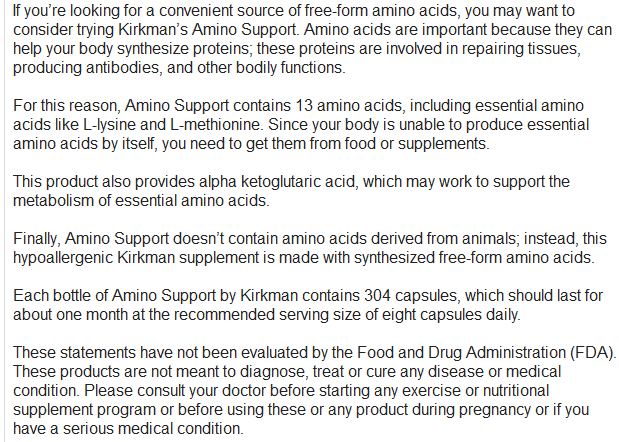 If you’re looking for a convenient source of free-form amino acids, you may want to
consider trying Kirkman’s Amino Support. Amino acids are important because they can
help your body synthesize proteins; these proteins are involved in repairing tissues,
producing antibodies, and other bodily functions.
For this reason, Amino Support contains 13 amino acids, including essential amino
acids like L-lysine and L-methionine. Since your body is unable to produce essential
amino acids by itself, you need to get them from food or supplements.
This product also provides alpha ketoglutaric acid, which may work to support the
metabolism of essential amino acids.
Finally, Amino Support doesn’t contain amino acids derived from animals; instead, this
hypoallergenic Kirkman supplement is made with synthesized free-form amino acids.
Each bottle of Amino Support by Kirkman contains 304 capsules, which should last for
about one month at the recommended serving size of eight capsules daily.
These statements have not been evaluated by the Food and Drug Administration (FDA).
These products are not meant to diagnose, treat or cure any disease or medical
condition. Please consult your doctor before starting any exercise or nutritional
supplement program or before using these or any product during pregnancy or if you
have a serious medical condition.